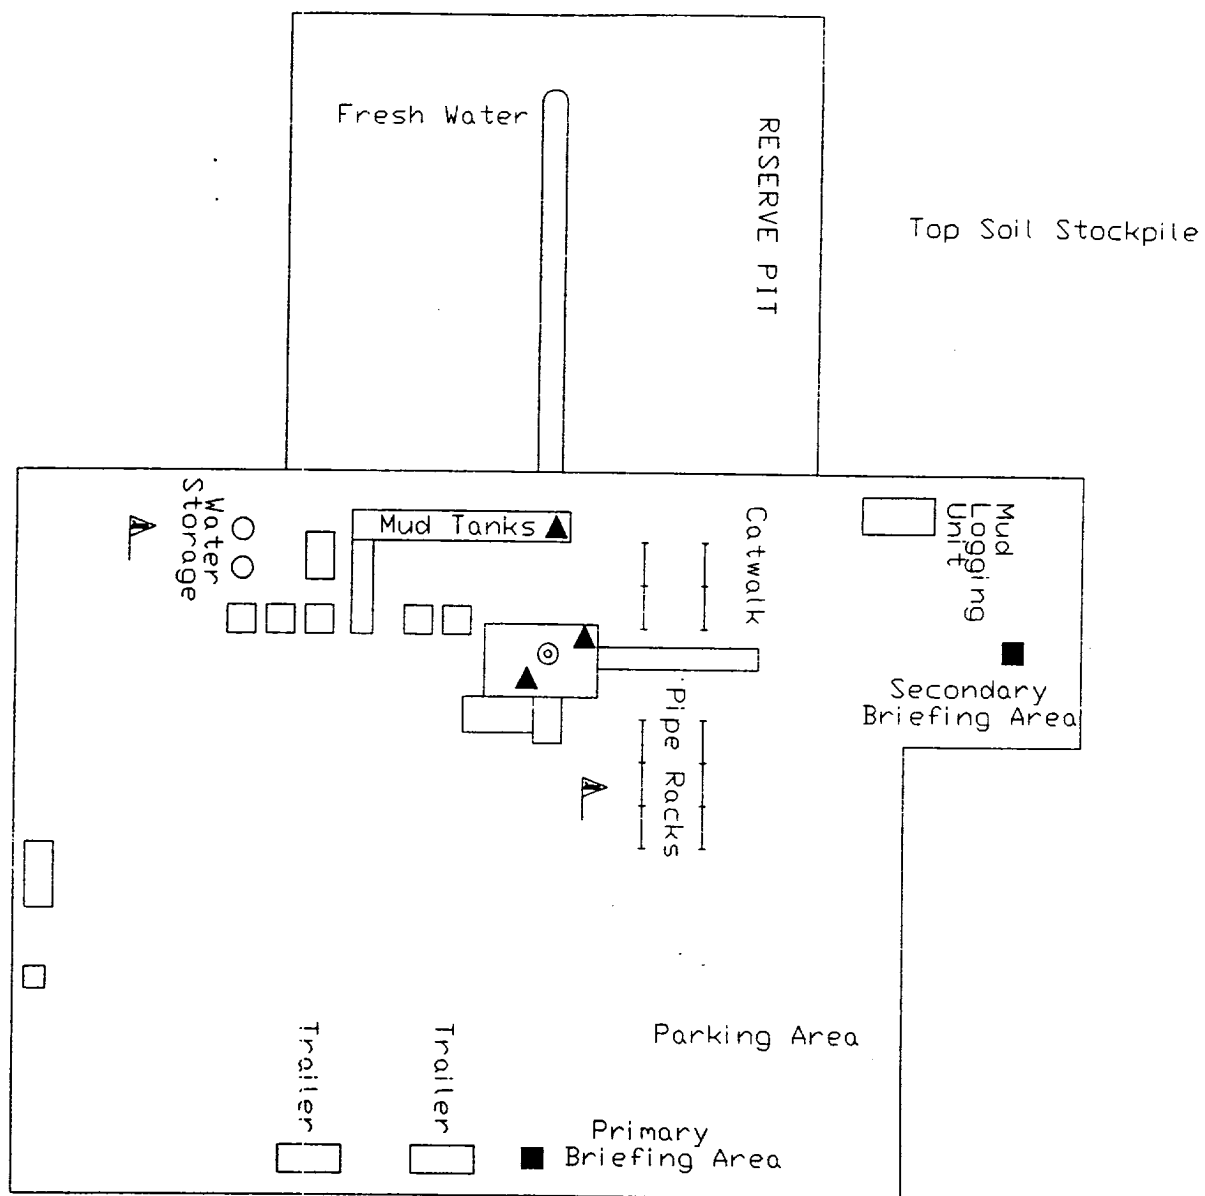 Fresh Water
RESERVE PIT
Top Soil Stockpile
Water
Storage
Mud Tanks
Catwalk
Mud
Logging
Unit
Secondary
Briefing Area
Pipe Racks
Parking Area
Trailer
Trailer
Primary
Briefing Area